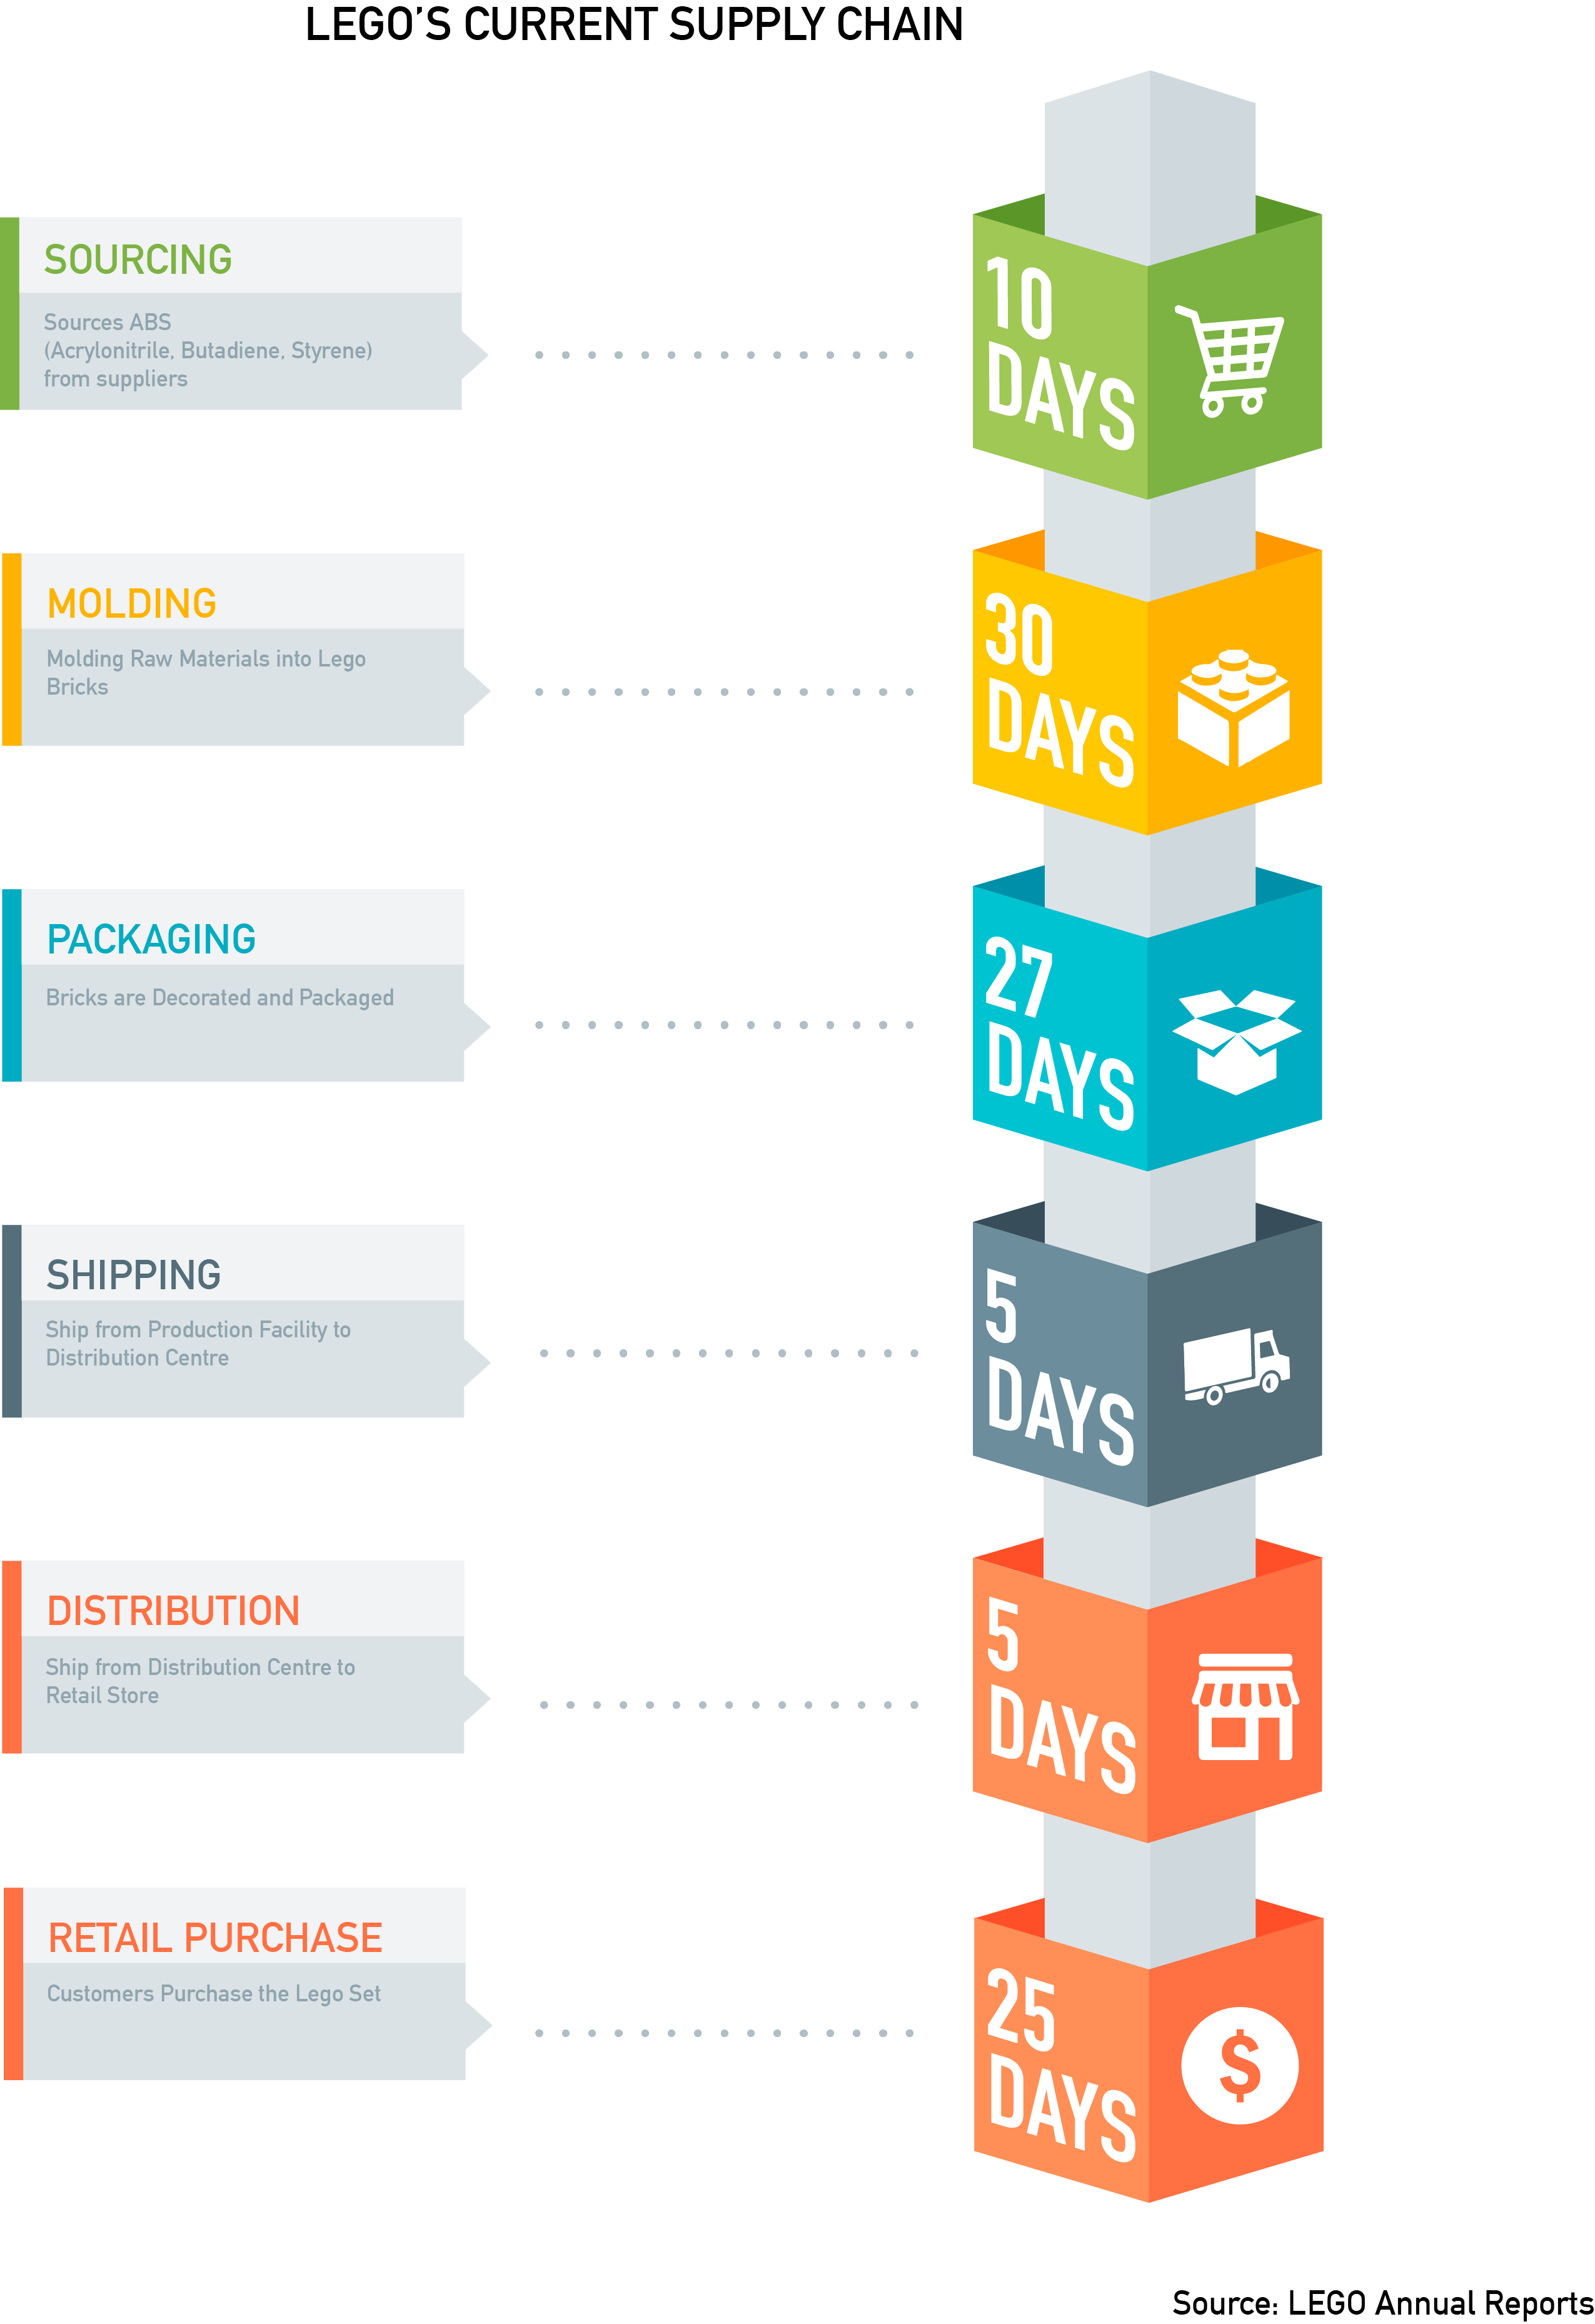 LEGO'S CURRENT SUPPLY CHAIN
SOURCING
Sources ABS
(Acrylonitrile, Butadiene, Styrene)
from suppliers
10
DAYS
MOLDING
Molding Raw Materials into Lego
Bricks
30
DAYS
PACKAGING
Bricks are Decorated and Packaged
27
DAYS
SHIPPING
Ship from Production Facility to
Distribution Centre
5
DAYS
DISTRIBUTION
Ship from Distribution Centre to
Retail Store
5
DAYS
RETAIL PURCHASE
Customers Purchase the Lego Set
25
DAYS
$
Source: LEGO Annual Reports